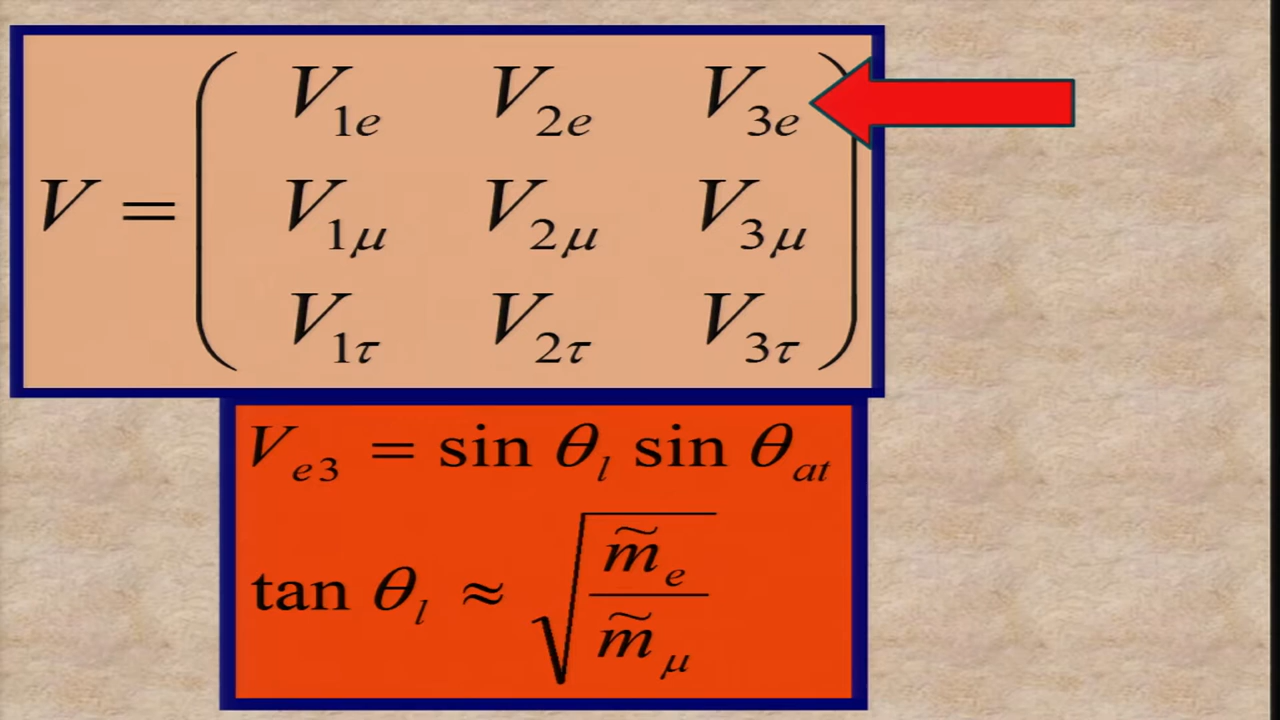 V = ( V₁ₑ V₂ₑ V₃ₑ
V₁μ V₂μ V₃μ
V₁τ V₂τ V₃τ )
Vₑ₃ = sin θₗ sin θₐₜ
tan θₗ ≈ √(m̃ₑ / m̃μ)